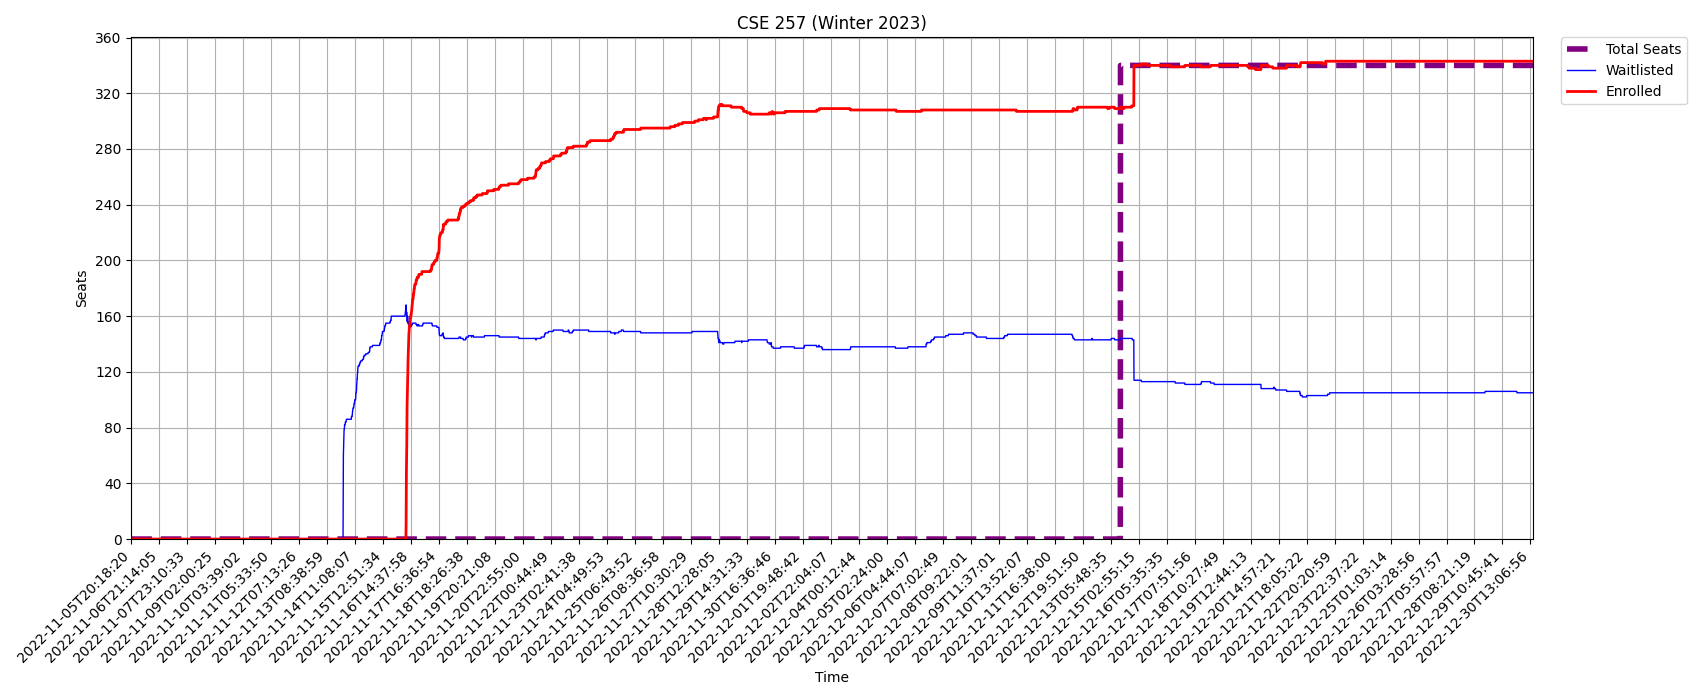 CSE 257 (Winter 2023)
Total Seats
Waitlisted
Enrolled
Seats
360
320
280
240
200
160
120
80
40
0
2022-11-05T20:18:20
2022-11-06T21:14:05
2022-11-07T23:10:33
2022-11-09T02:00:25
2022-11-10T03:39:02
2022-11-11T05:33:50
2022-11-12T07:13:26
2022-11-13T08:38:59
2022-11-14T11:08:07
2022-11-15T12:51:34
2022-11-16T14:37:58
2022-11-17T16:36:54
2022-11-18T18:26:38
2022-11-19T20:21:08
2022-11-20T22:55:00
2022-11-22T00:44:49
2022-11-23T02:41:38
2022-11-24T04:49:53
2022-11-25T06:43:52
2022-11-26T08:36:58
2022-11-27T10:30:29
2022-11-28T12:28:05
2022-11-29T14:31:33
2022-11-30T16:36:46
2022-12-01T19:48:42
2022-12-02T22:04:07
2022-12-04T00:12:44
2022-12-05T02:24:00
2022-12-06T04:44:07
2022-12-07T07:02:49
2022-12-08T09:22:01
2022-12-09T11:37:01
2022-12-10T13:52:07
2022-12-11T16:38:00
2022-12-12T19:51:50
2022-12-13T05:48:35
2022-12-15T02:55:15
2022-12-16T05:35:35
2022-12-17T07:51:56
2022-12-18T10:27:49
2022-12-19T12:44:13
2022-12-20T14:57:21
2022-12-21T18:05:22
2022-12-22T20:20:59
2022-12-23T22:37:22
2022-12-25T01:03:14
2022-12-26T03:28:56
2022-12-27T05:57:57
2022-12-28T08:21:19
2022-12-29T10:45:41
2022-12-30T13:06:56
Time